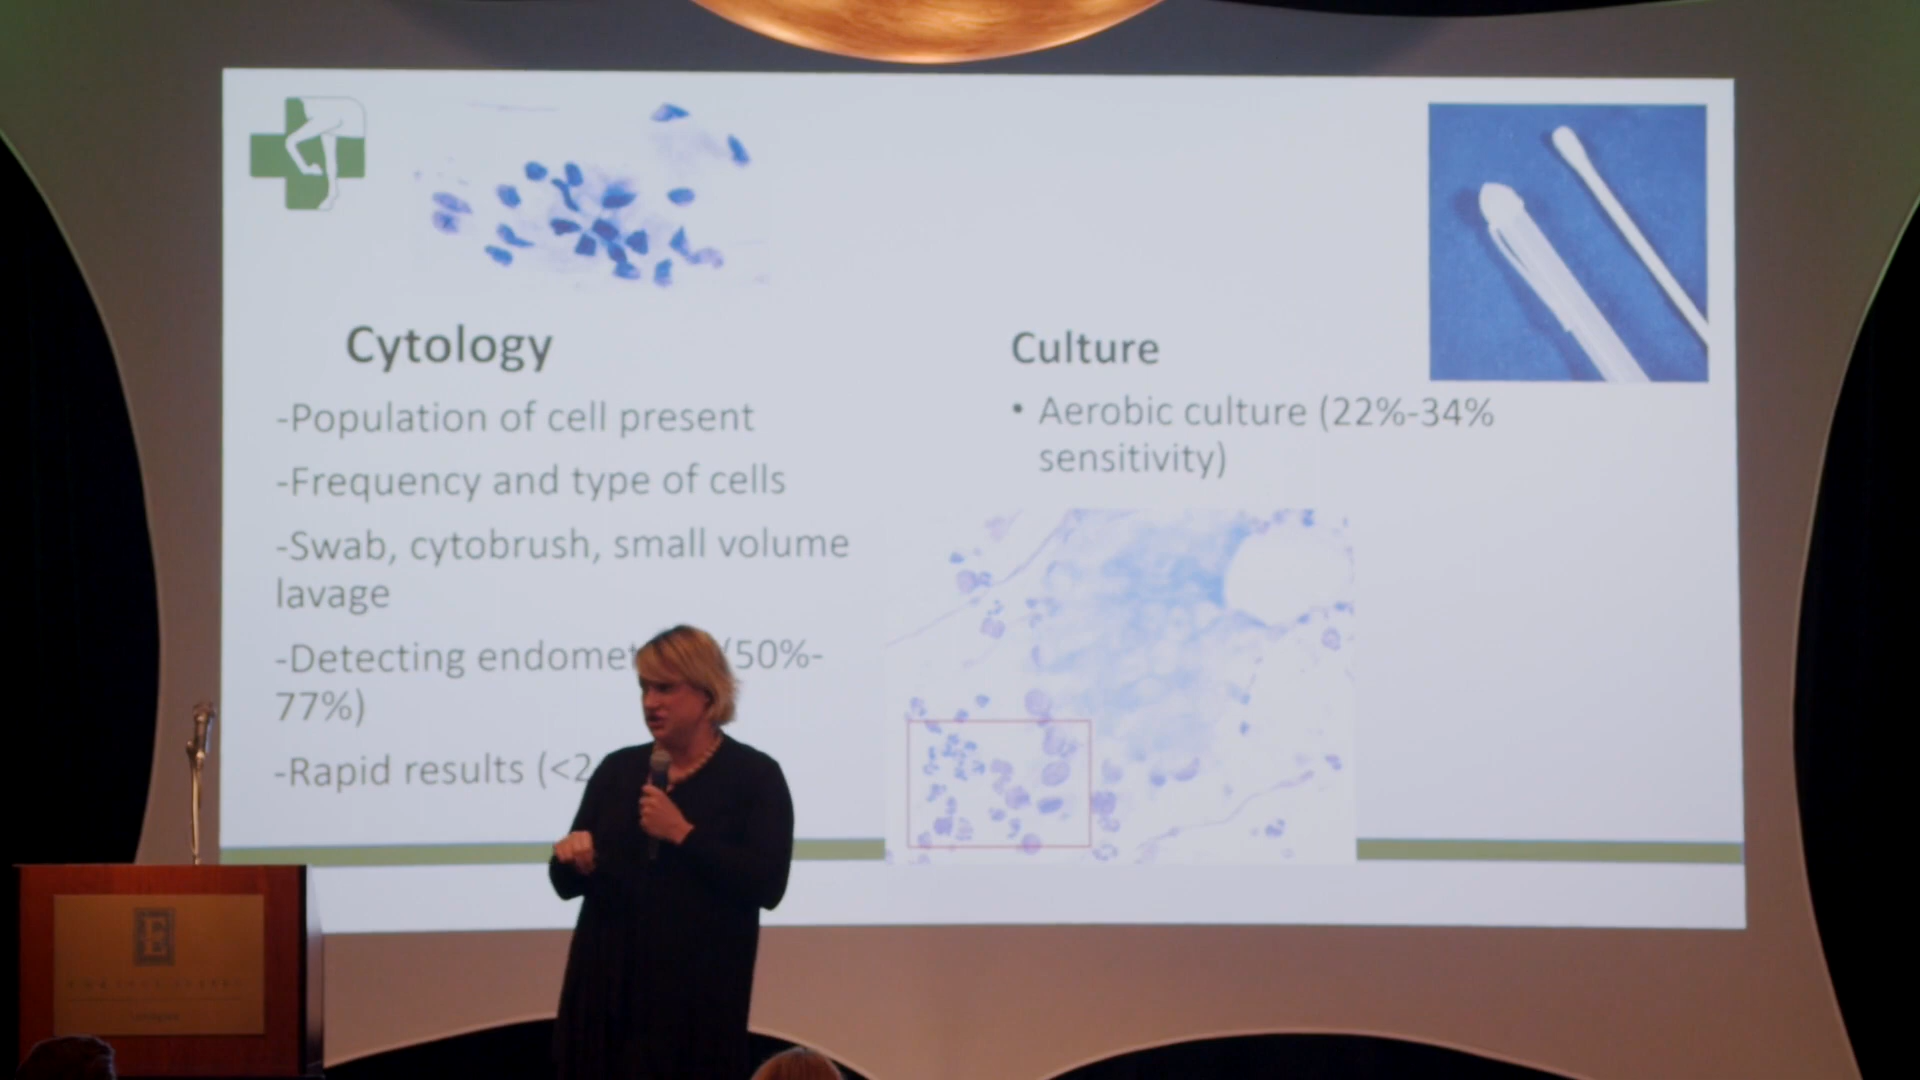 Cytology
-Population of cell present
-Frequency and type of cells
-Swab, cytobrush, small volume
lavage
-Detecting (50%-
77%)
-Rapid results (<2
Culture
• Aerobic culture (22%-34%
sensitivity)